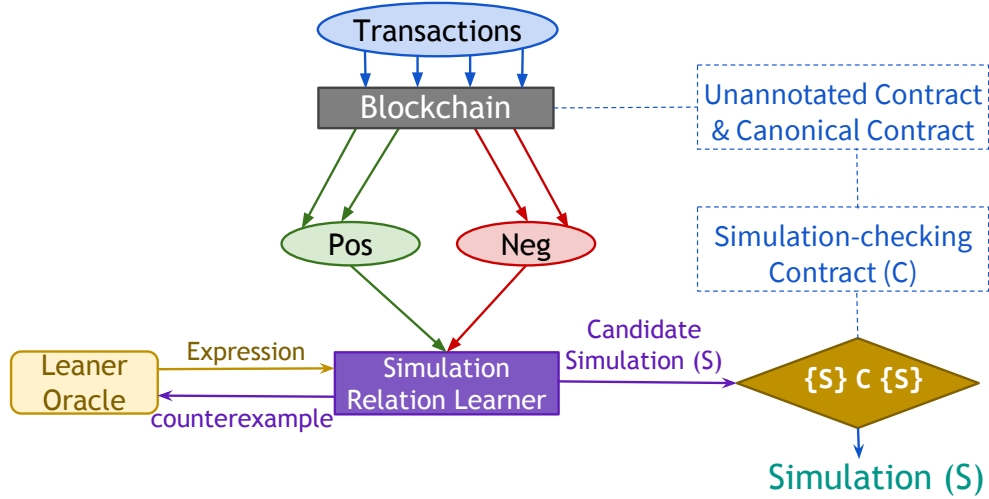 Transactions
Blockchain
Unannotated Contract
& Canonical Contract
Pos
Neg
Simulation-checking
Contract (C)
Leaner
Oracle
Expression
counterexample
Simulation
Relation Learner
Candidate
Simulation (S)
{S} C {S}
Simulation (S)